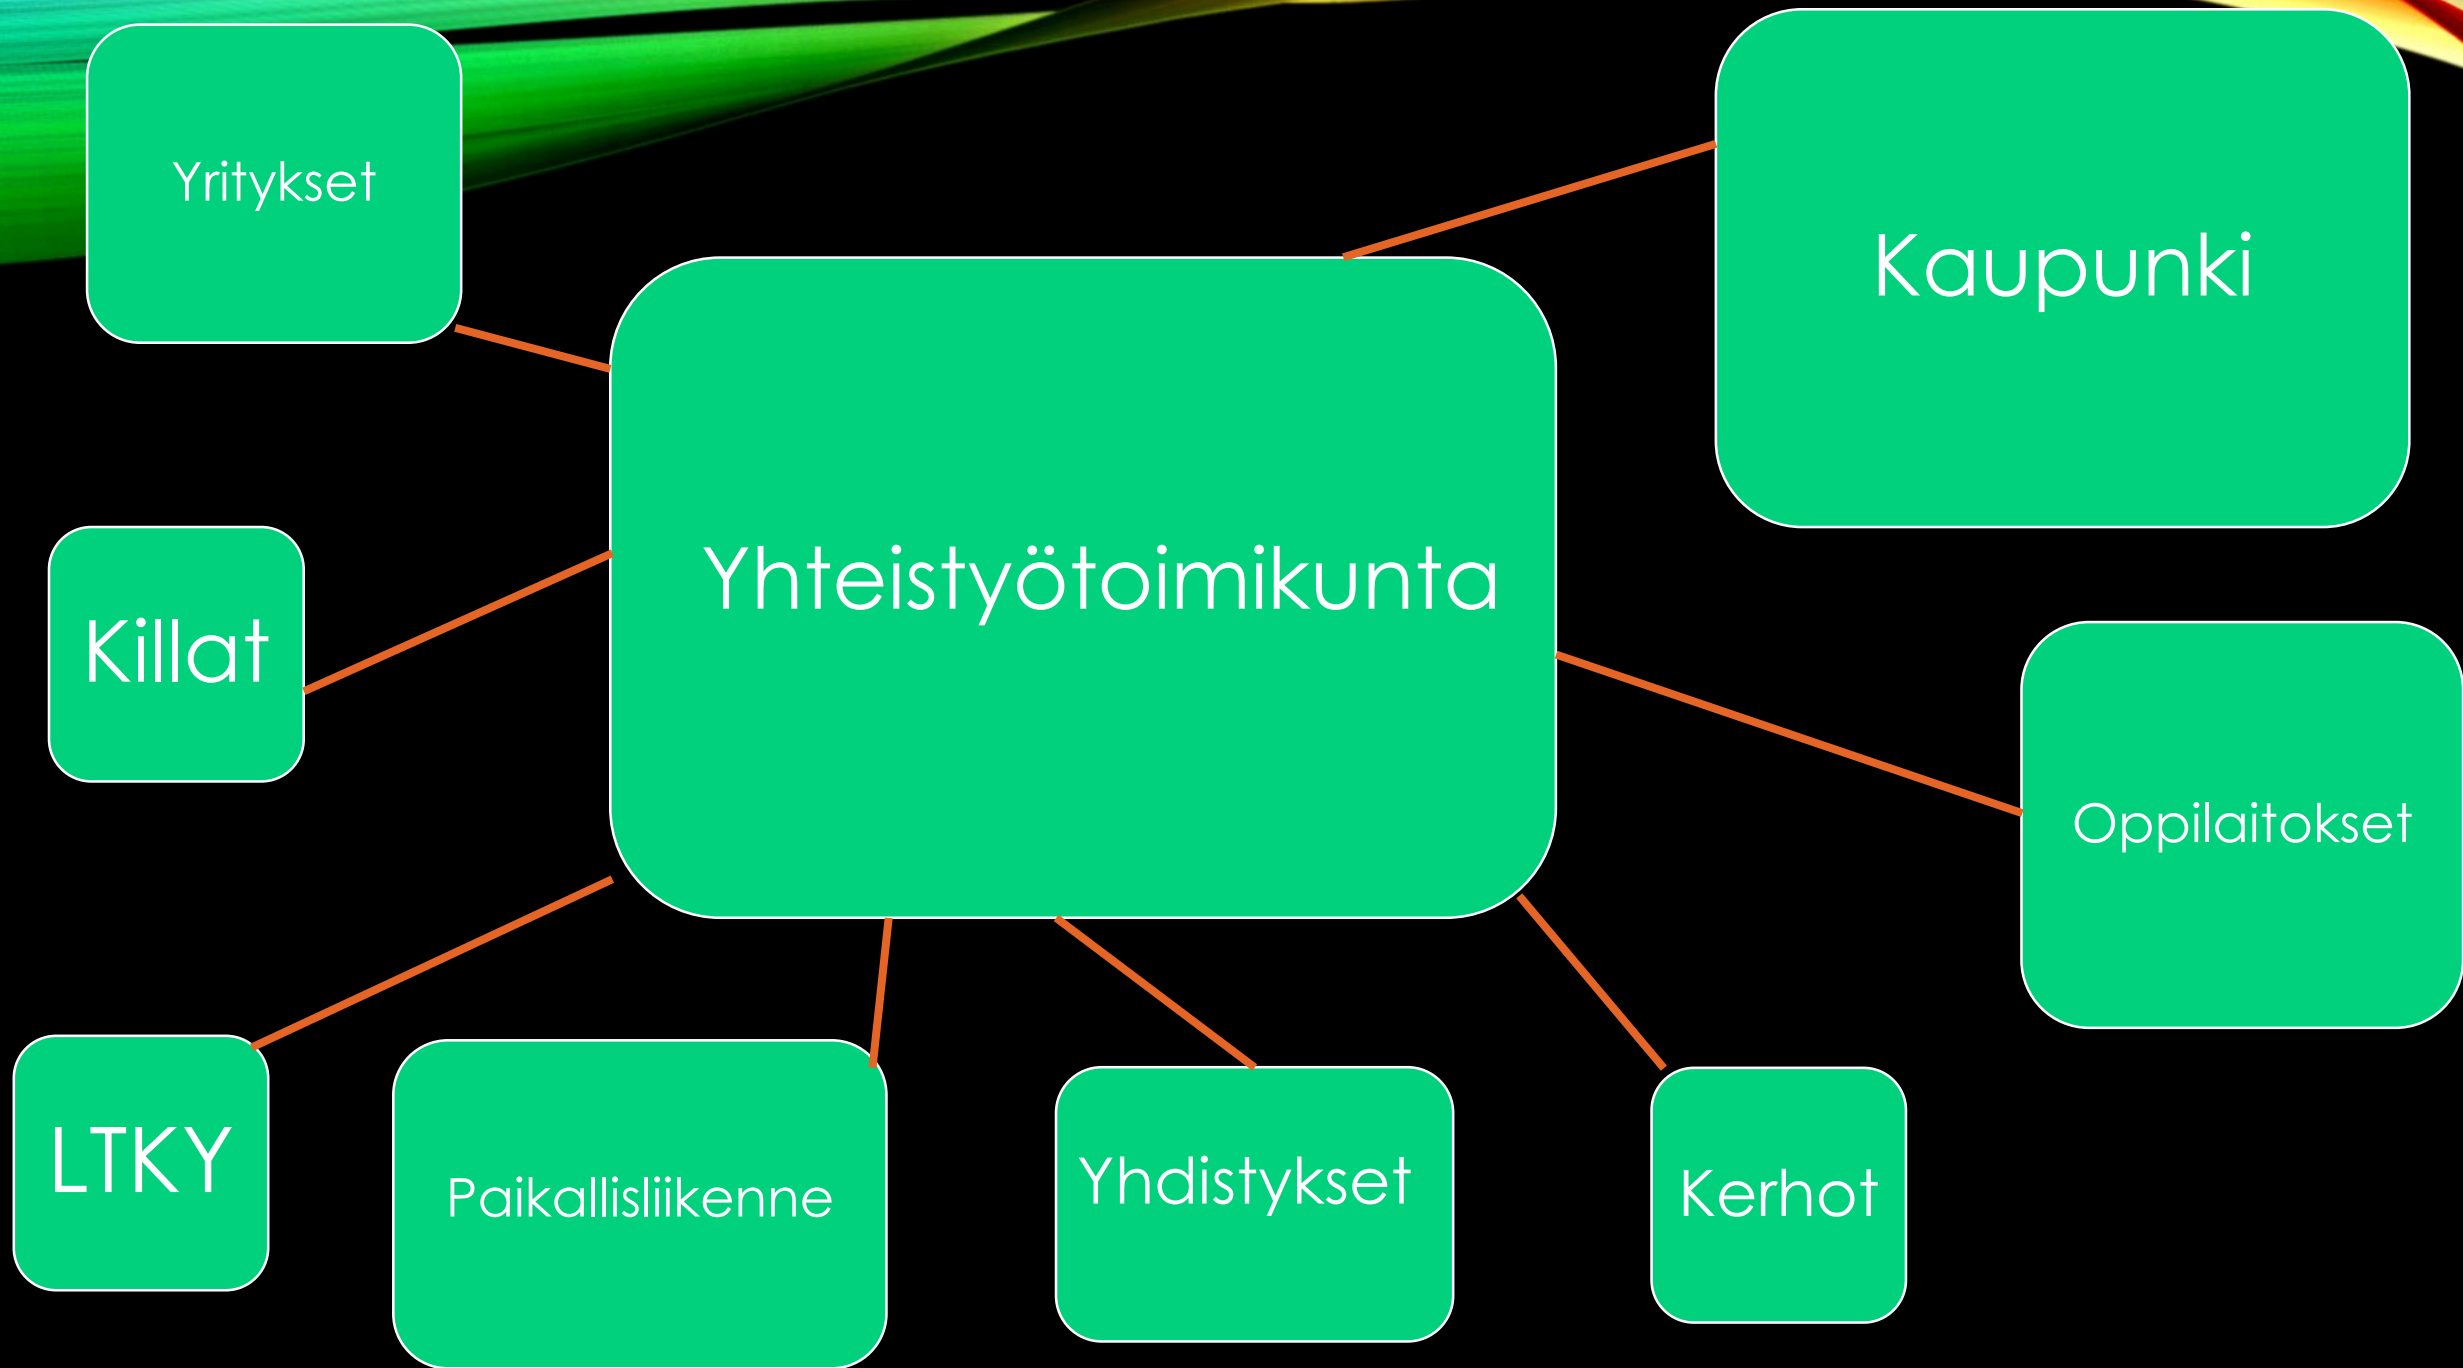 Yritykset
Kaupunki
Yhteistyötoimikunta
Killat
Oppilaitokset
LTKY
Paikallisliikenne
Yhdistykset
Kerhot